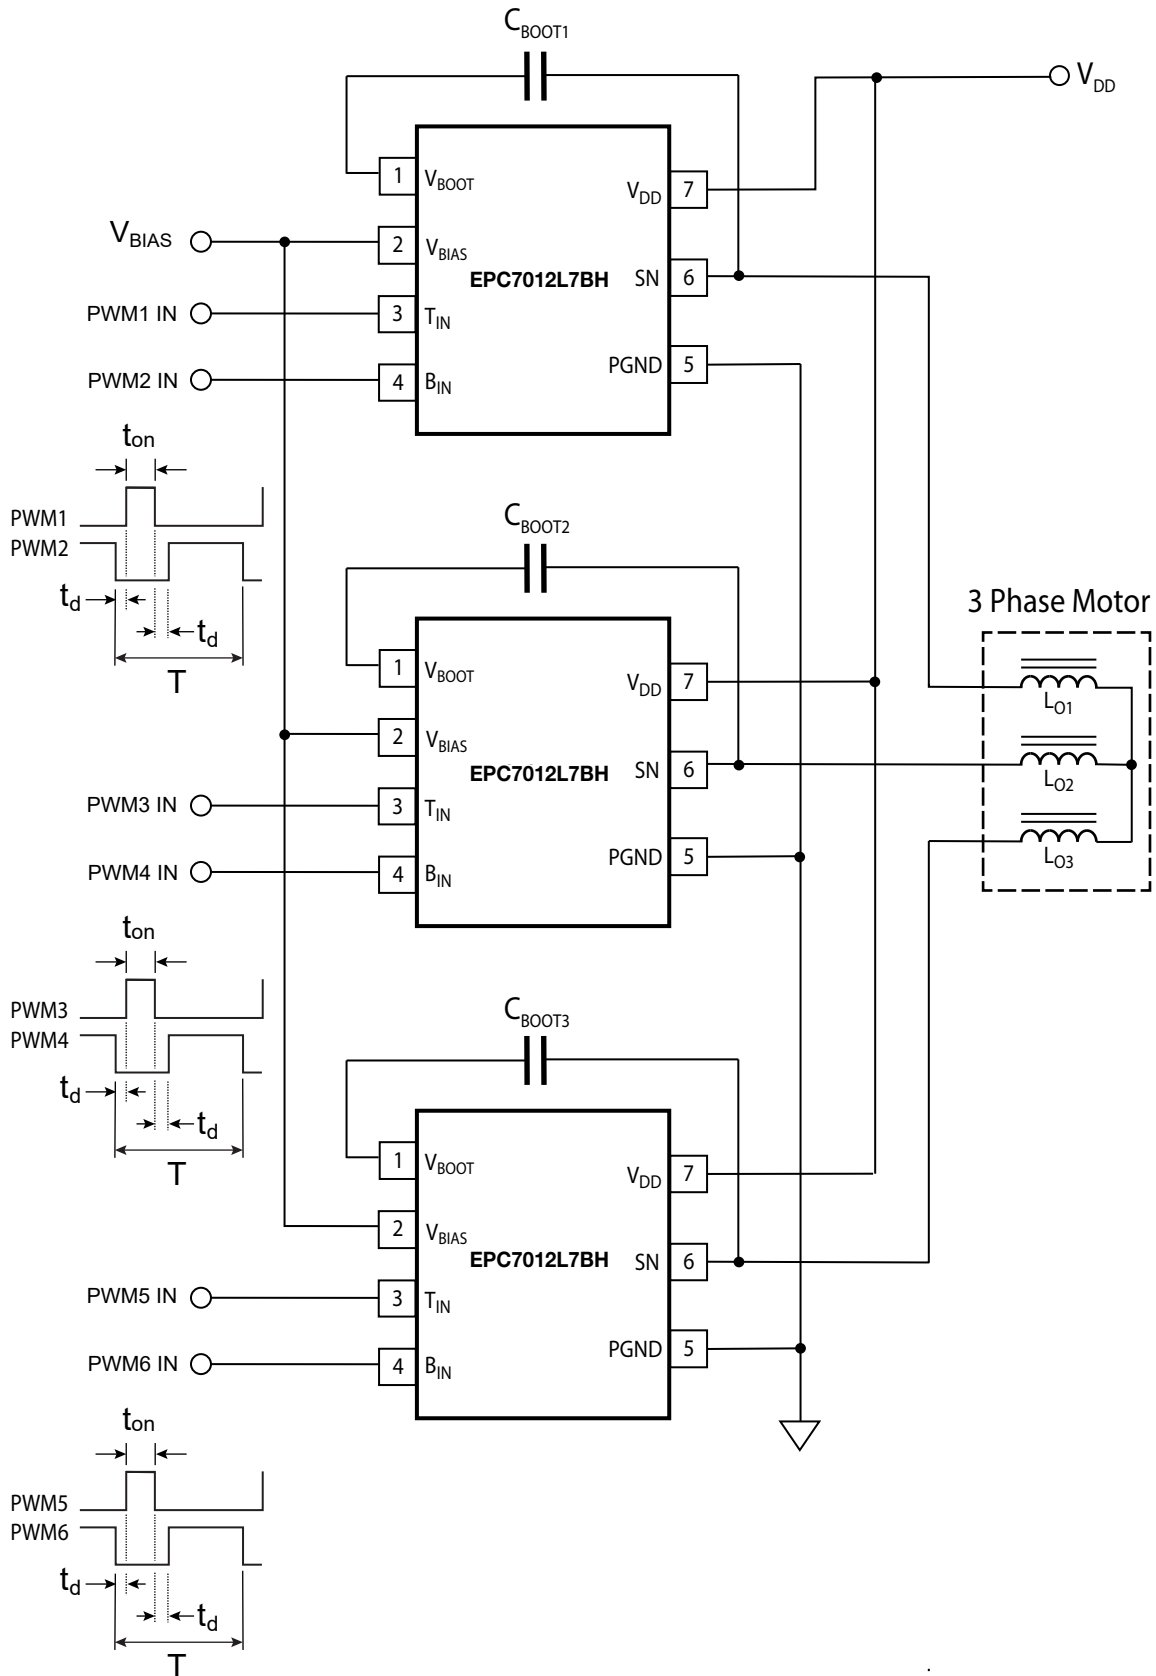 CBOOT1
VDD
1 VBOOT
VDD 7
VBIAS
2 VBIAS
EPC7012L7BH
SN 6
PWM1 IN
3 TIN
PGND 5
PWM2 IN
4 BIN
ton
PWM1
PWM2
td
td
T
CBOOT2
1 VBOOT
VDD 7
2 VBIAS
EPC7012L7BH
SN 6
PWM3 IN
3 TIN
PGND 5
PWM4 IN
4 BIN
3 Phase Motor
LO1
LO2
LO3
ton
PWM3
PWM4
td
td
T
CBOOT3
1 VBOOT
VDD 7
2 VBIAS
EPC7012L7BH
SN 6
PWM5 IN
3 TIN
PGND 5
PWM6 IN
4 BIN
ton
PWM5
PWM6
td
td
T